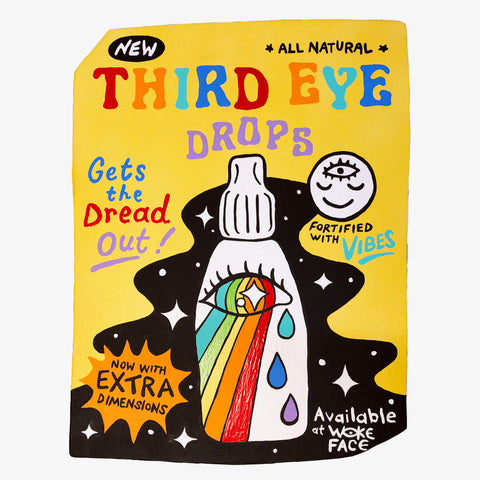 NEW
★ ALL NATURAL ★
THIRD EYE
DROPS
Gets
the
Dread
Out!
FORTIFIED
WITH VIBES
NOW WITH
EXTRA
DIMENSIONS
Available
at WOKE
FACE